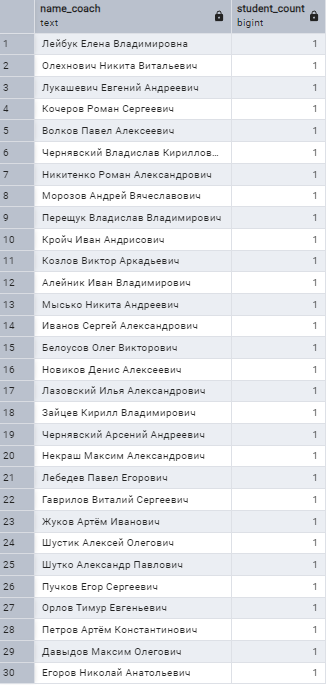 name_coach student_count
text bigint
1 Лейбук Елена Владимировна 1
2 Олехнович Никита Витальевич 1
3 Лукашевич Евгений Андреевич 1
4 Кочеров Роман Сергеевич 1
5 Волков Павел Алексеевич 1
6 Чернявский Владислав Кириллов... 1
7 Никитенко Роман Александрович 1
8 Морозов Андрей Вячеславович 1
9 Перещук Владислав Владимирович 1
10 Кройч Иван Андрисович 1
11 Козлов Виктор Аркадьевич 1
12 Алейник Иван Владимирович 1
13 Мысько Никита Андреевич 1
14 Иванов Сергей Александрович 1
15 Белоусов Олег Викторович 1
16 Новиков Денис Алексеевич 1
17 Лазовский Илья Александрович 1
18 Зайцев Кирилл Владимирович 1
19 Чернявский Арсений Андреевич 1
20 Некраш Максим Александрович 1
21 Лебедев Павел Егорович 1
22 Гаврилов Виталий Сергеевич 1
23 Жуков Артём Иванович 1
24 Шустик Алексей Олегович 1
25 Шутко Александр Павлович 1
26 Пучков Егор Сергеевич 1
27 Орлов Тимур Евгеньевич 1
28 Петров Артём Константинович 1
29 Давыдов Максим Олегович 1
30 Егоров Николай Анатольевич 1